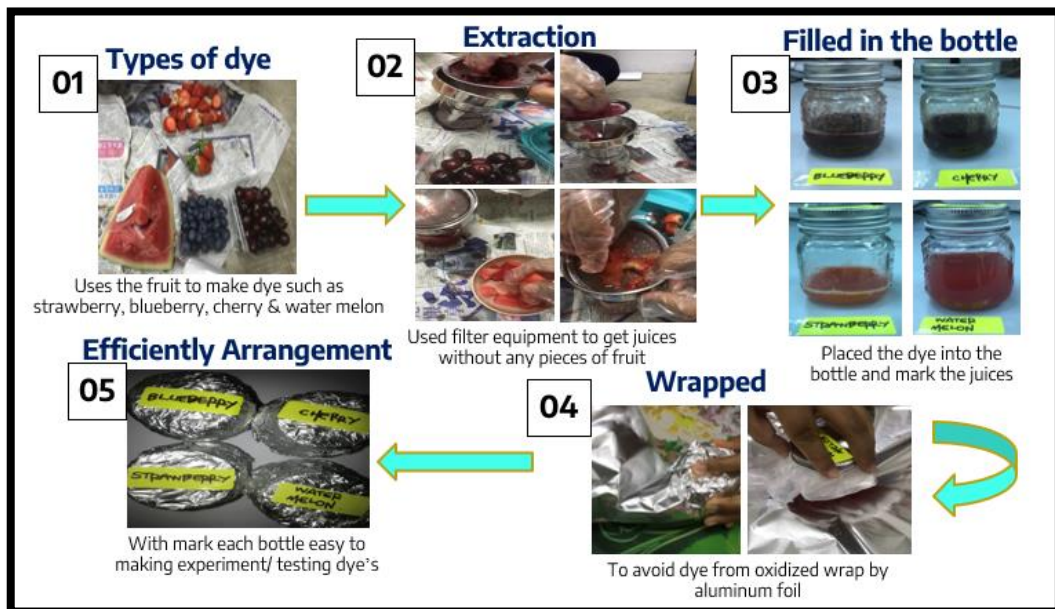 01
Types of dye
Uses the fruit to make dye such as
strawberry, blueberry, cherry & water melon
02
Extraction
Used filter equipment to get juices
without any pieces of fruit
03
Filled in the bottle
BLUEBERRY
CHERRY
STRAWBERRY
WATER
MELON
Placed the dye into the
bottle and mark the juices
04
Wrapped
To avoid dye from oxidized wrap by
aluminum foil
05
Efficiently Arrangement
BLUEBERRY
CHERRY
STRAWBERRY
WATER
MELON
With mark each bottle easy to
making experiment/ testing dye's